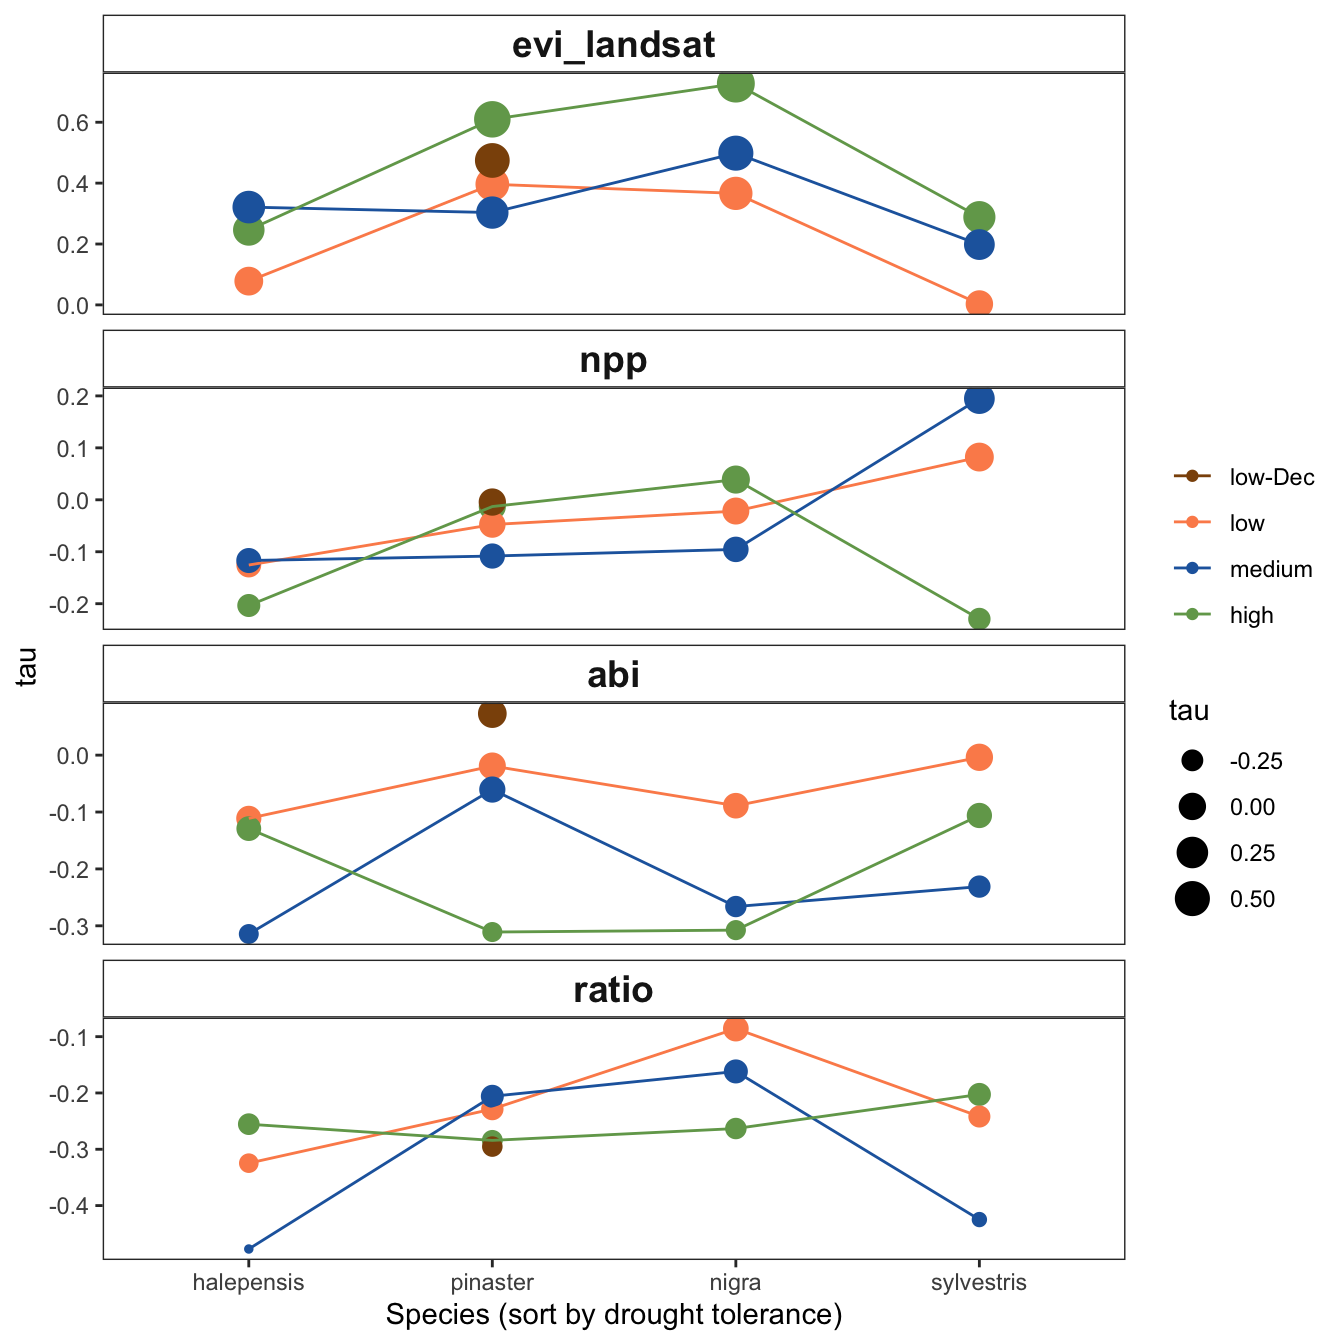 evi_landsat
0.6
0.4
0.2
0.0
npp
0.2
0.1
0.0
-0.1
-0.2
abi
0.0
-0.1
-0.2
-0.3
ratio
-0.1
-0.2
-0.3
-0.4
halepensis pinaster nigra sylvestris
Species (sort by drought tolerance)
tau
low-Dec
low
medium
high
tau
-0.25
0.00
0.25
0.50